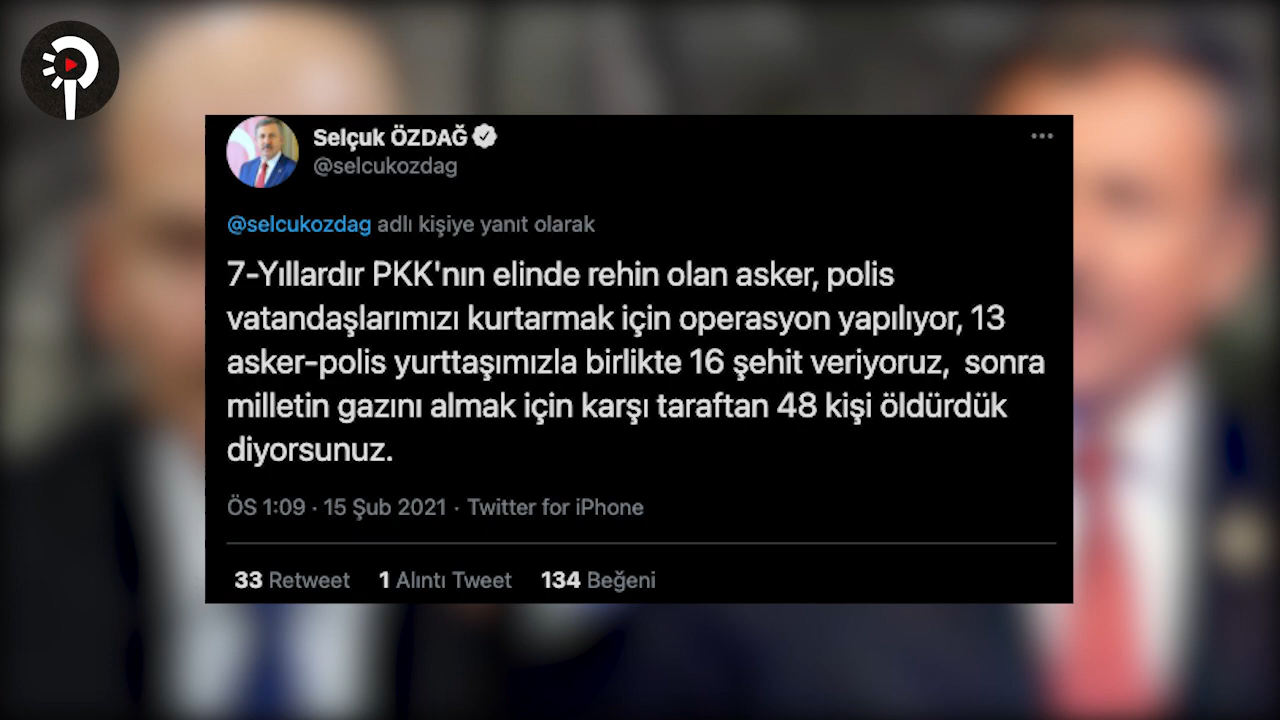 Selçuk ÖZDAĞ
@selcukozdag
@selcukozdag adlı kişiye yanıt olarak
7-Yıllardır PKK'nın elinde rehin olan asker, polis
vatandaşlarımızı kurtarmak için operasyon yapılıyor, 13
asker-polis yurttaşımızla birlikte 16 şehit veriyoruz,  sonra
milletin gazını almak için karşı taraftan 48 kişi öldürdük
diyorsunuz.
ÖS 1:09 · 15 Şub 2021 · Twitter for iPhone
33 Retweet 1 Alıntı Tweet 134 Beğeni